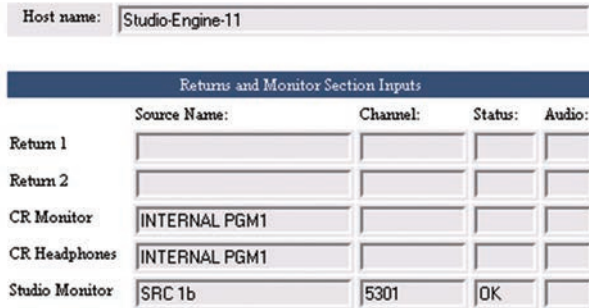 Host name: Studio-Engine-11
Returns and Monitor Section Inputs
Source Name: Channel: Status: Audio:
Return 1
Return 2
CR Monitor INTERNAL PGM1
CR Headphones INTERNAL PGM1
Studio Monitor SRC 1b 5301 OK